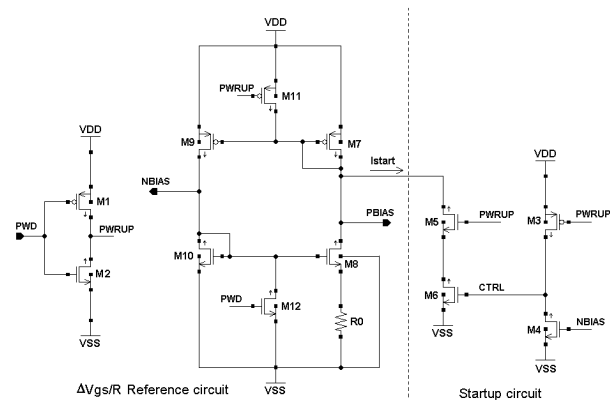 VDD
PWRUP
M11
M9
M7
Istart
VDD
VDD
NBIAS
PBIAS
M1
M5
PWRUP
M3
PWRUP
PWD
PWRUP
M10
M8
M2
PWD
M12
R0
M6
CTRL
M4
NBIAS
VSS
VSS
VSS
VSS
ΔVgs/R Reference circuit
Startup circuit